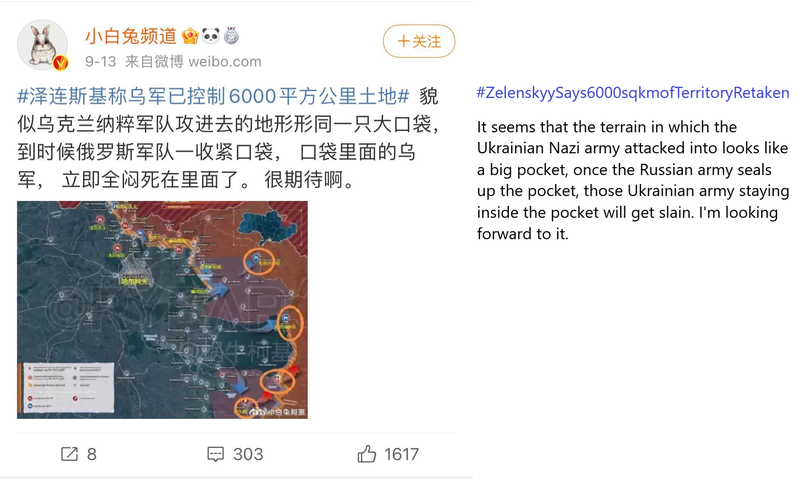 小白兔频道
9-13 来自微博 weibo.com
+关注
#泽连斯基称乌军已控制6000平方公里土地# 貌
似乌克兰纳粹军队攻进去的地形形同一只大口袋，
到时候俄罗斯军队一收紧口袋， 口袋里面的乌
军， 立即全闷死在里面了。 很期待啊。
哈尔科夫
@小白兔柯基
8
303
1617
#ZelenskyySays6000sqkmofTerritoryRetaken
It seems that the terrain in which the
Ukrainian Nazi army attacked into looks like
a big pocket, once the Russian army seals
up the pocket, those Ukrainian army staying
inside the pocket will get slain. I'm looking
forward to it.